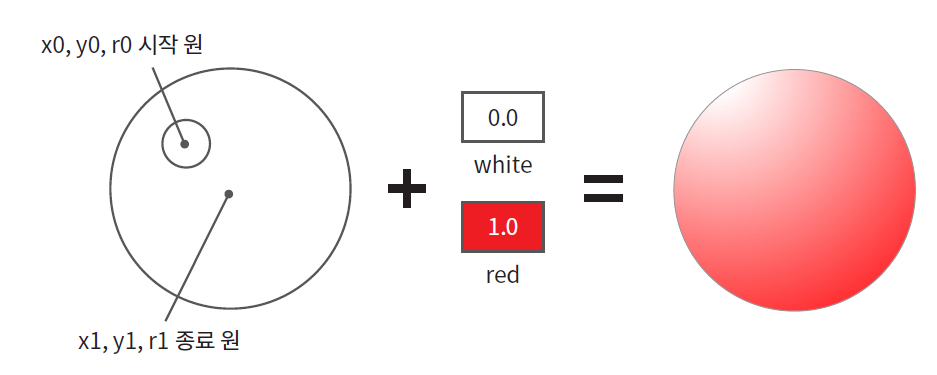 x0, y0, r0 시작 원
0.0
white
1.0
red
x1, y1, r1 종료 원